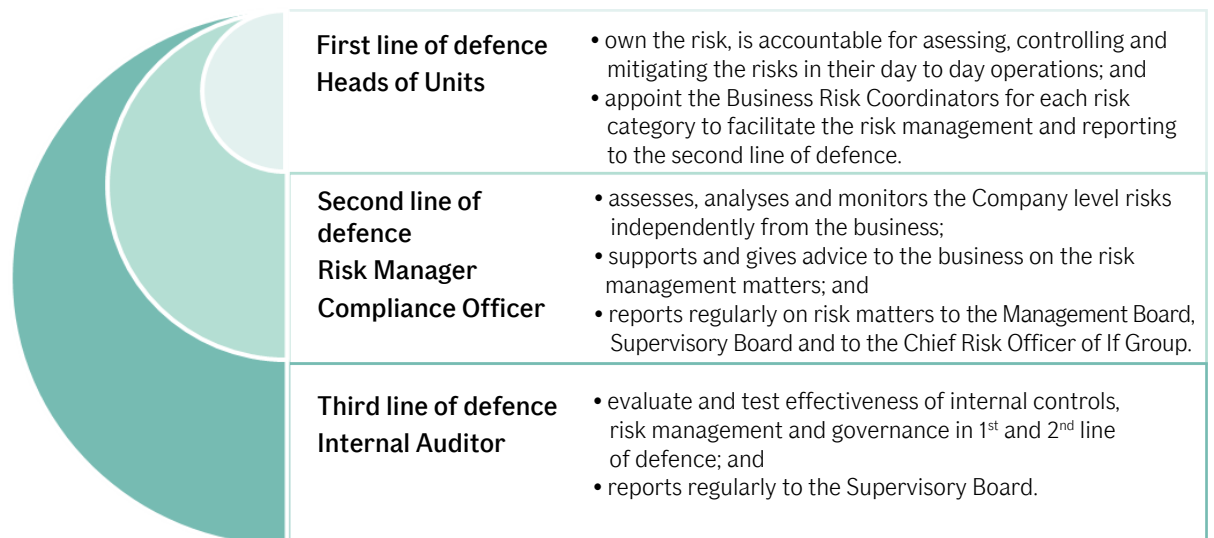 First line of defence
Heads of Units
• own the risk, is accountable for asessing, controlling and
mitigating the risks in their day to day operations; and
• appoint the Business Risk Coordinators for each risk
category to facilitate the risk management and reporting
to the second line of defence.
Second line of
defence
Risk Manager
Compliance Officer
• assesses, analyses and monitors the Company level risks
independently from the business;
• supports and gives advice to the business on the risk
management matters; and
• reports regularly on risk matters to the Management Board,
Supervisory Board and to the Chief Risk Officer of If Group.
Third line of defence
Internal Auditor
• evaluate and test effectiveness of internal controls,
risk management and governance in 1st and 2nd line
of defence; and
• reports regularly to the Supervisory Board.